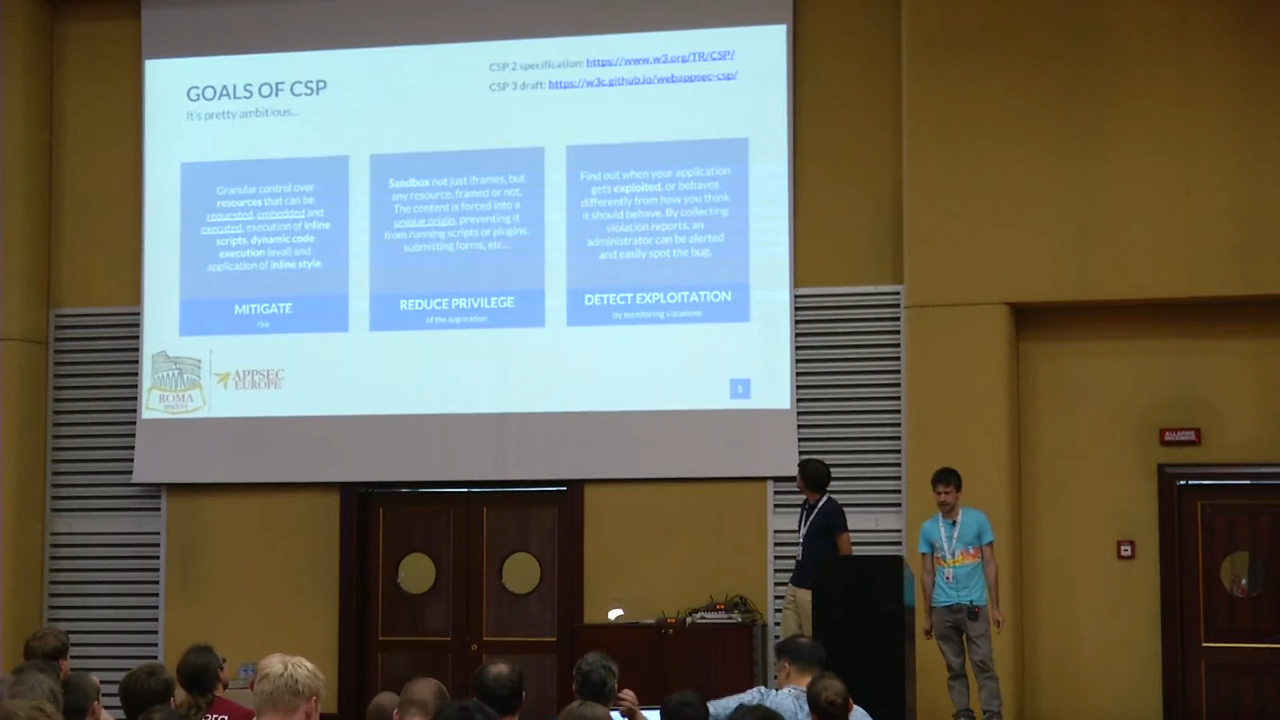 GOALS OF CSP
It's pretty ambitious...
CSP 2 specification: https://www.w3.org/TR/CSP/
CSP 3 draft: https://w3c.github.io/webappsec-csp/
Granular control over
resources that can be
requested, embedded and
executed, execution of inline
scripts, dynamic code
execution (eval) and
application of inline style
MITIGATE
risk
Sandbox not just iframes, but
any resource, framed or not.
The content is forced into a
unique origin, preventing it
from running scripts or plugins,
submitting forms, etc...
REDUCE PRIVILEGE
of the application
Find out when your application
gets exploited, or behaves
differently from how you think
it should behave. By collecting
violation reports, an
administrator can be alerted
and easily spot the bug.
DETECT EXPLOITATION
by monitoring violations
ROMA
MMXVI
APPSEC
EUROPE
5
ALLARME
INCENDIO